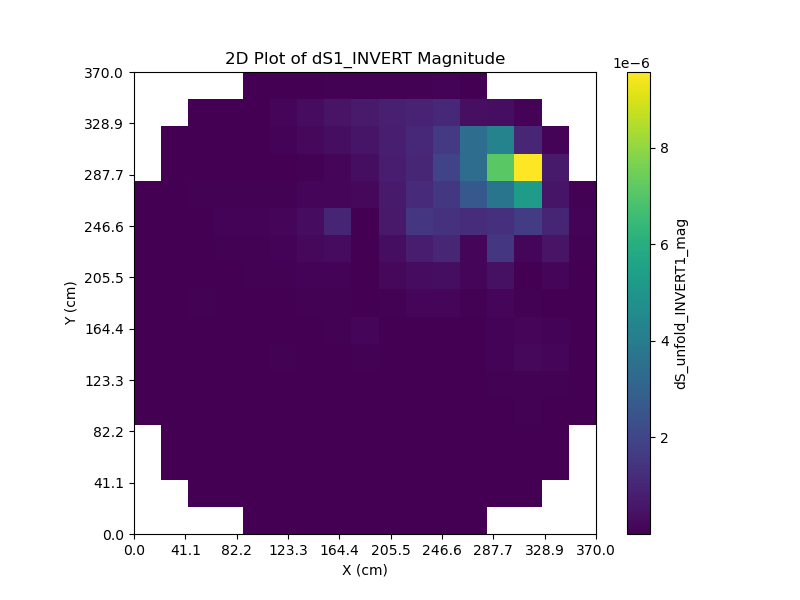 2D Plot of dS1_INVERT Magnitude
1e−6
370.0
328.9
287.7
246.6
205.5
164.4
123.3
82.2
41.1
0.0
Y (cm)
0.0 41.1 82.2 123.3 164.4 205.5 246.6 287.7 328.9 370.0
X (cm)
8
6
4
2
dS_unfold_INVERT1_mag